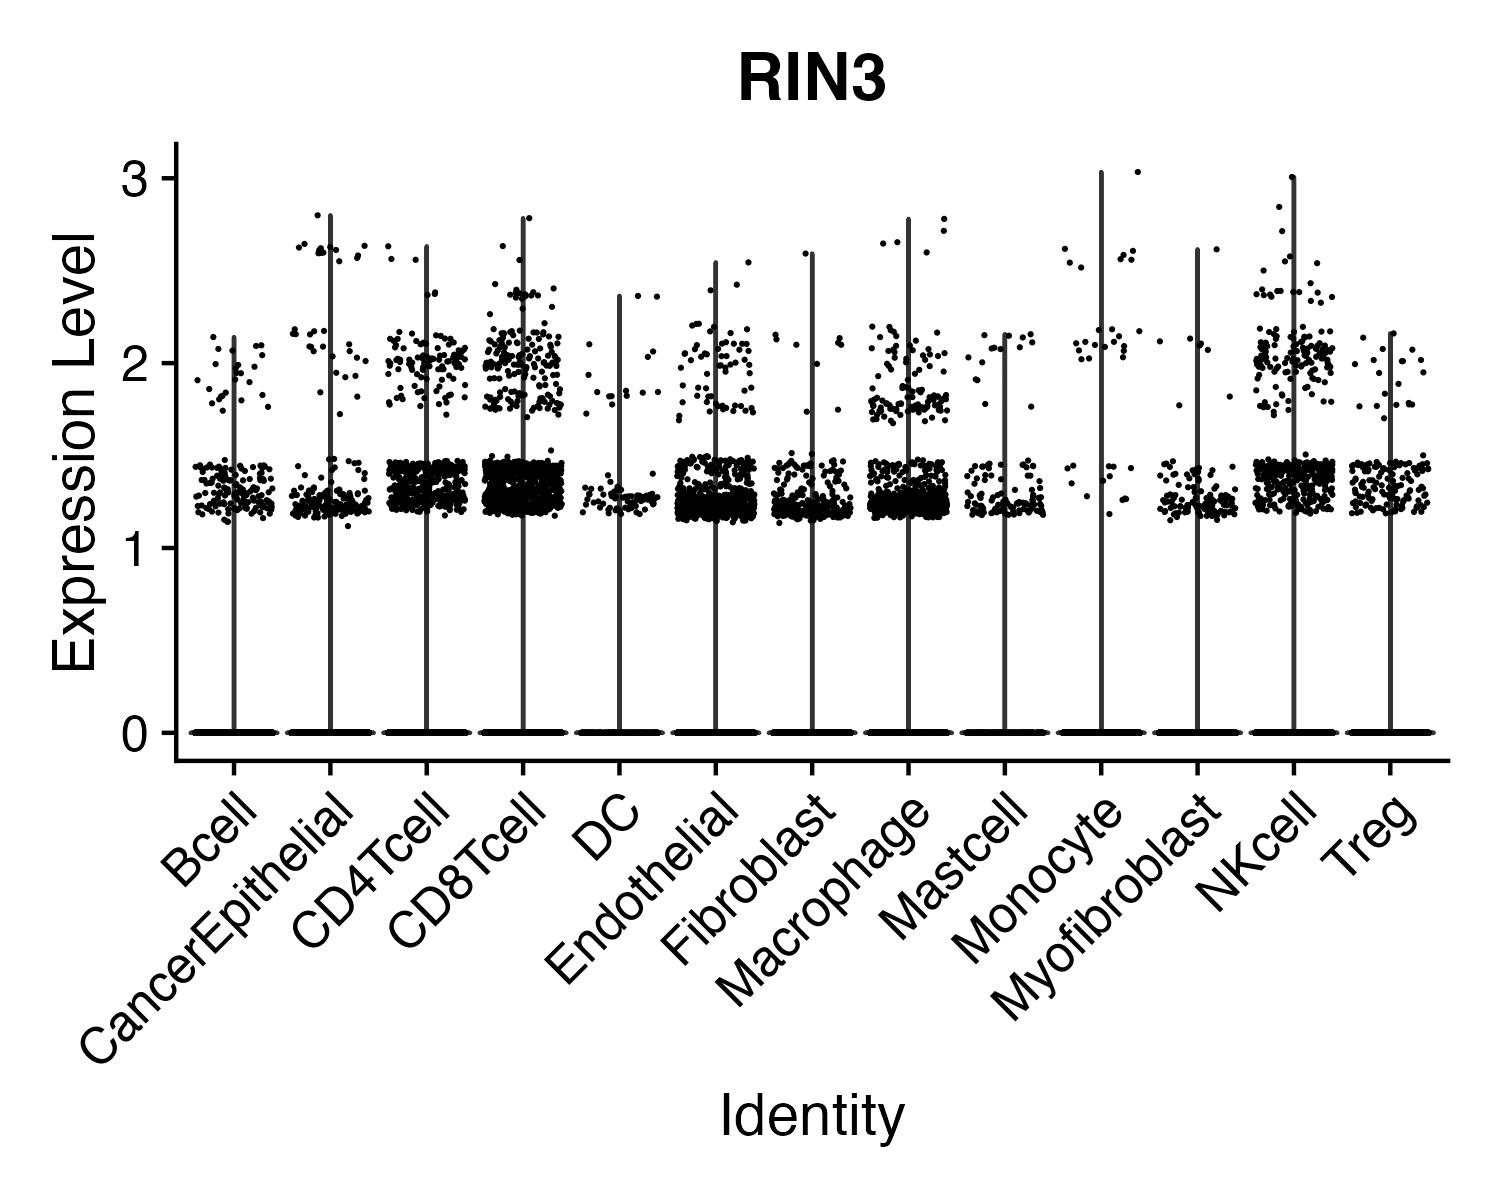 RIN3
Expression Level
3
2
1
0
Bcell
CancerEpithelial
CD4Tcell
CD8Tcell
DC
Endothelial
Fibroblast
Macrophage
Mastcell
Monocyte
Myofibroblast
NKcell
Treg
Identity